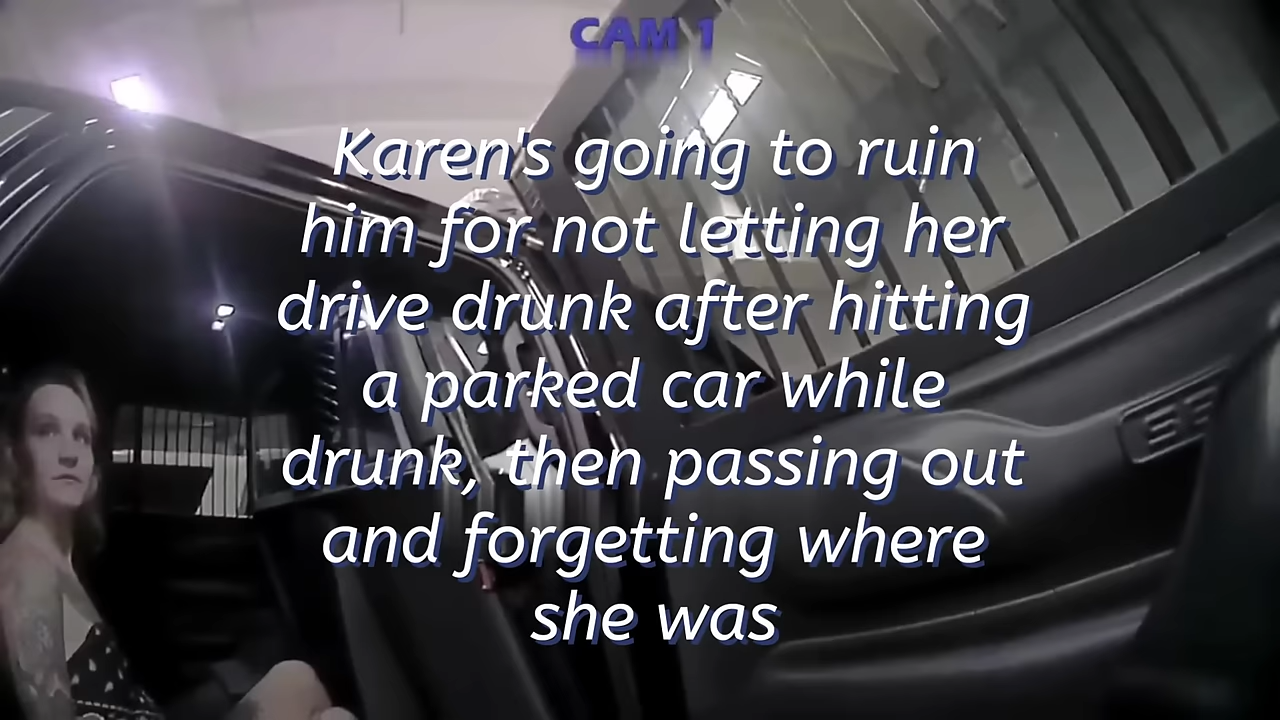 CAM 1
Karen's going to ruin
him for not letting her
drive drunk after hitting
a parked car while
drunk, then passing out
and forgetting where
she was